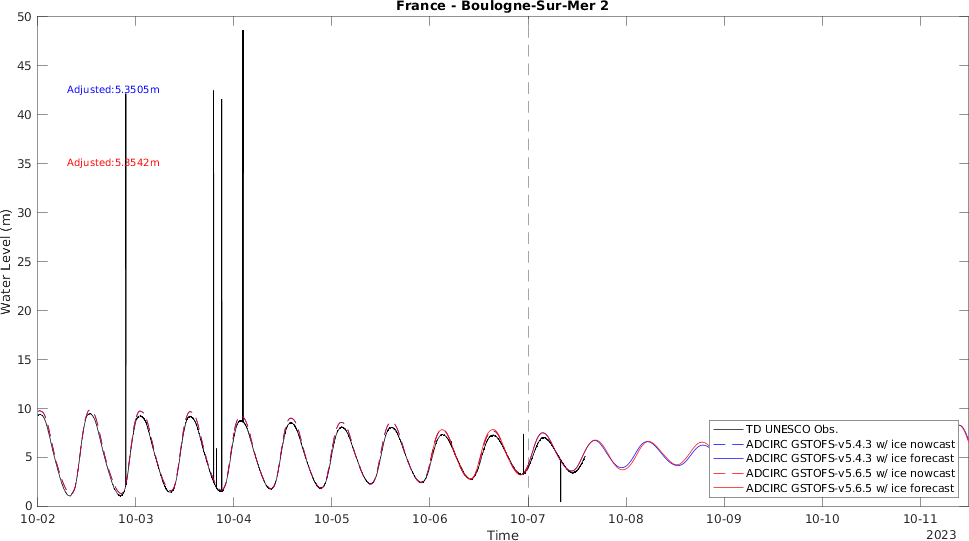 France - Boulogne-Sur-Mer 2
50
45
Adjusted:5.3505m
40
35
Adjusted:5.3542m
30
25
20
15
10
5
0
Water Level (m)
TD UNESCO Obs.
ADCIRC GSTOFS-v5.4.3 w/ ice nowcast
ADCIRC GSTOFS-v5.4.3 w/ ice forecast
ADCIRC GSTOFS-v5.6.5 w/ ice nowcast
ADCIRC GSTOFS-v5.6.5 w/ ice forecast
10-02 10-03 10-04 10-05 10-06 10-07 10-08 10-09 10-10 10-11
Time
2023